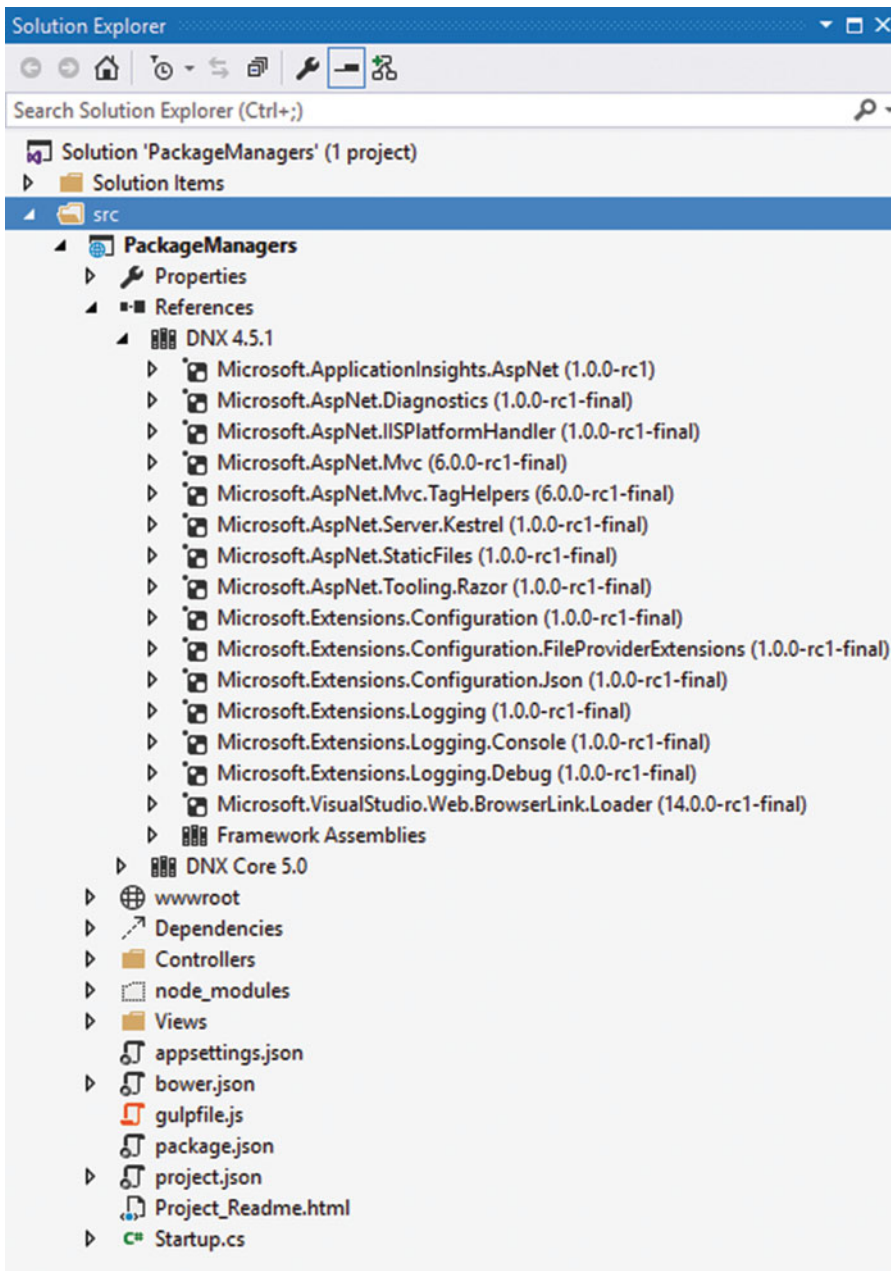 Solution Explorer
Search Solution Explorer (Ctrl+;)
Solution 'PackageManagers' (1 project)
Solution Items
src
PackageManagers
Properties
References
DNX 4.5.1
Microsoft.ApplicationInsights.AspNet (1.0.0-rc1)
Microsoft.AspNet.Diagnostics (1.0.0-rc1-final)
Microsoft.AspNet.IISPlatformHandler (1.0.0-rc1-final)
Microsoft.AspNet.Mvc (6.0.0-rc1-final)
Microsoft.AspNet.Mvc.TagHelpers (6.0.0-rc1-final)
Microsoft.AspNet.Server.Kestrel (1.0.0-rc1-final)
Microsoft.AspNet.StaticFiles (1.0.0-rc1-final)
Microsoft.AspNet.Tooling.Razor (1.0.0-rc1-final)
Microsoft.Extensions.Configuration (1.0.0-rc1-final)
Microsoft.Extensions.Configuration.FileProviderExtensions (1.0.0-rc1-final)
Microsoft.Extensions.Configuration.Json (1.0.0-rc1-final)
Microsoft.Extensions.Logging (1.0.0-rc1-final)
Microsoft.Extensions.Logging.Console (1.0.0-rc1-final)
Microsoft.Extensions.Logging.Debug (1.0.0-rc1-final)
Microsoft.VisualStudio.Web.BrowserLink.Loader (14.0.0-rc1-final)
Framework Assemblies
DNX Core 5.0
wwwroot
Dependencies
Controllers
node_modules
Views
appsettings.json
bower.json
gulpfile.js
package.json
project.json
Project_Readme.html
C# Startup.cs